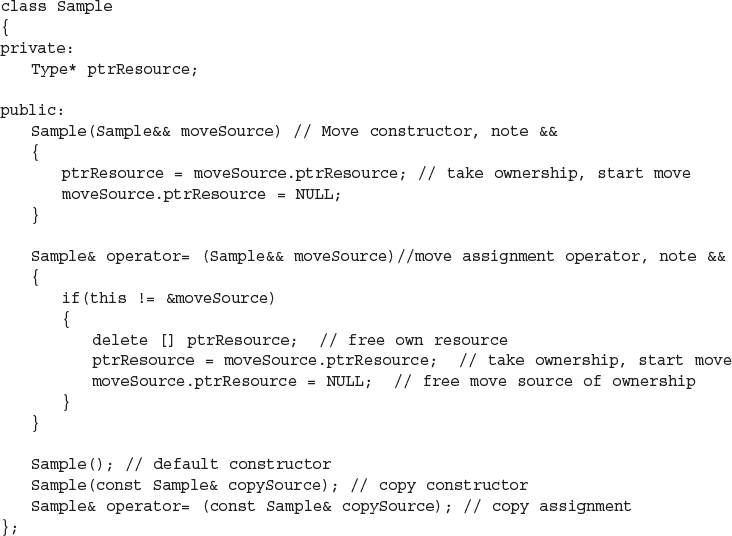 class Sample
{
private:
   Type* ptrResource;

public:
   Sample(Sample&& moveSource) // Move constructor, note &&
   {
      ptrResource = moveSource.ptrResource; // take ownership, start move
      moveSource.ptrResource = NULL;
   }

   Sample& operator= (Sample&& moveSource)//move assignment operator, note &&
   {
      if(this != &moveSource)
      {
         delete [] ptrResource;  // free own resource
         ptrResource = moveSource.ptrResource;  // take ownership, start move
         moveSource.ptrResource = NULL;  // free move source of ownership
      }
   }

   Sample(); // default constructor
   Sample(const Sample& copySource); // copy constructor
   Sample& operator= (const Sample& copySource); // copy assignment
};